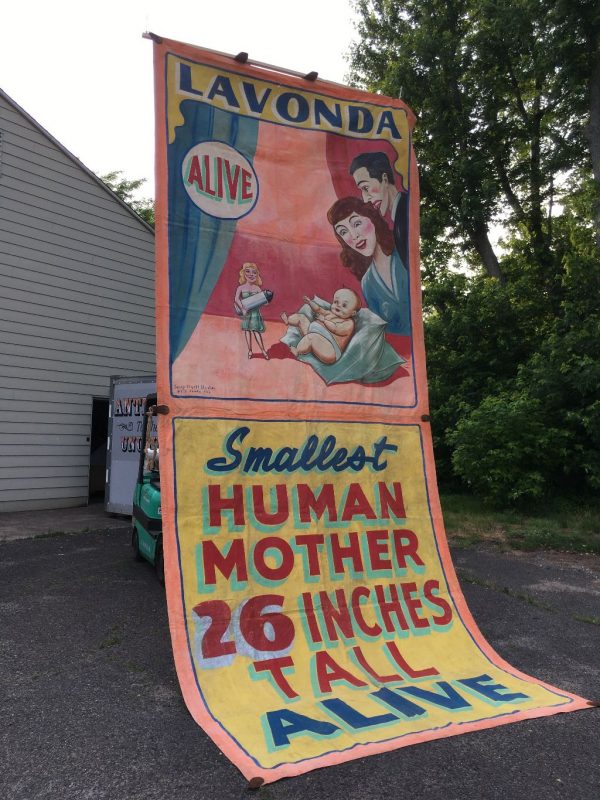 LAVONDA
ALIVE
Smallest
HUMAN
MOTHER
26 INCHES
TALL
ALIVE